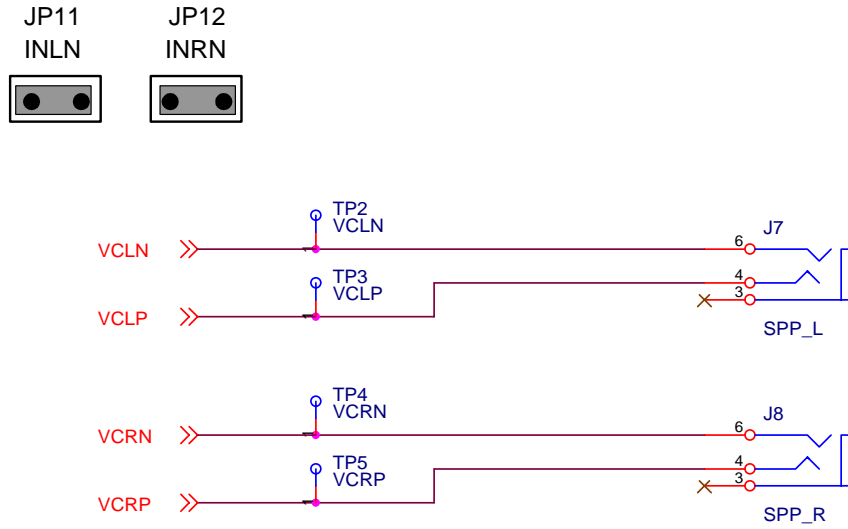 JP11
INLN
JP12
INRN
TP2
VCLN
VCLN
6
J7
TP3
VCLP
4
3
VCLP
SPP_L
TP4
VCRN
VCRN
6
J8
TP5
VCRP
4
3
VCRP
SPP_R